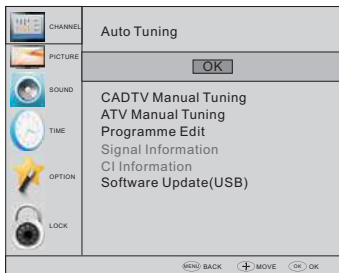 CHANNEL
PICTURE
SOUND
TIME
OPTION
LOCK
Auto Tuning
OK
CADTV Manual Tuning
ATV Manual Tuning
Programme Edit
Signal Information
CI Information
Software Update(USB)
MENU BACK MOVE OK OK